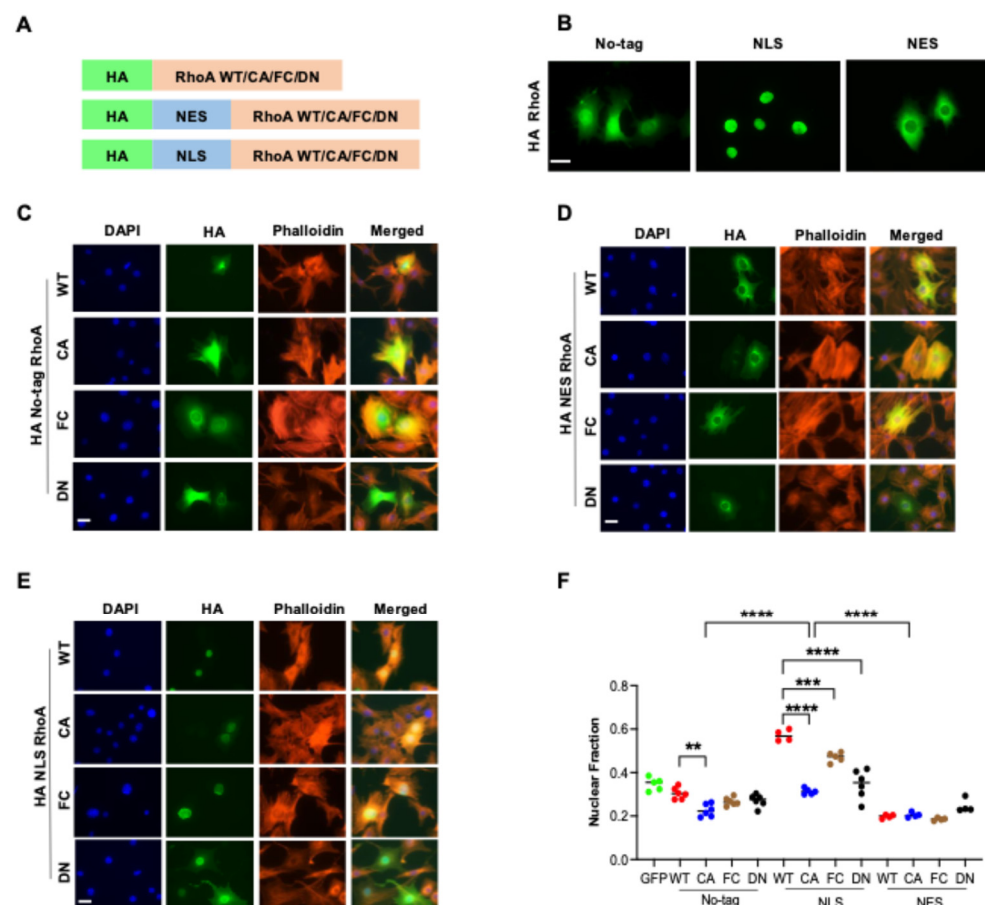 A
HA RhoA WT/CA/FC/DN
HA NES RhoA WT/CA/FC/DN
HA NLS RhoA WT/CA/FC/DN
B
No-tag NLS NES
HA RhoA
C
DAPI HA Phalloidin Merged
HA No-tag RhoA
WT
CA
FC
DN
D
DAPI HA Phalloidin Merged
HA NES RhoA
WT
CA
FC
DN
E
DAPI HA Phalloidin Merged
HA NLS RhoA
WT
CA
FC
DN
F
**** ****
****
***
****
**
Nuclear Fraction
0.8
0.6
0.4
0.2
0.0
GFP WT CA FC DN WT CA FC DN WT CA FC DN
No-tag NLS NES